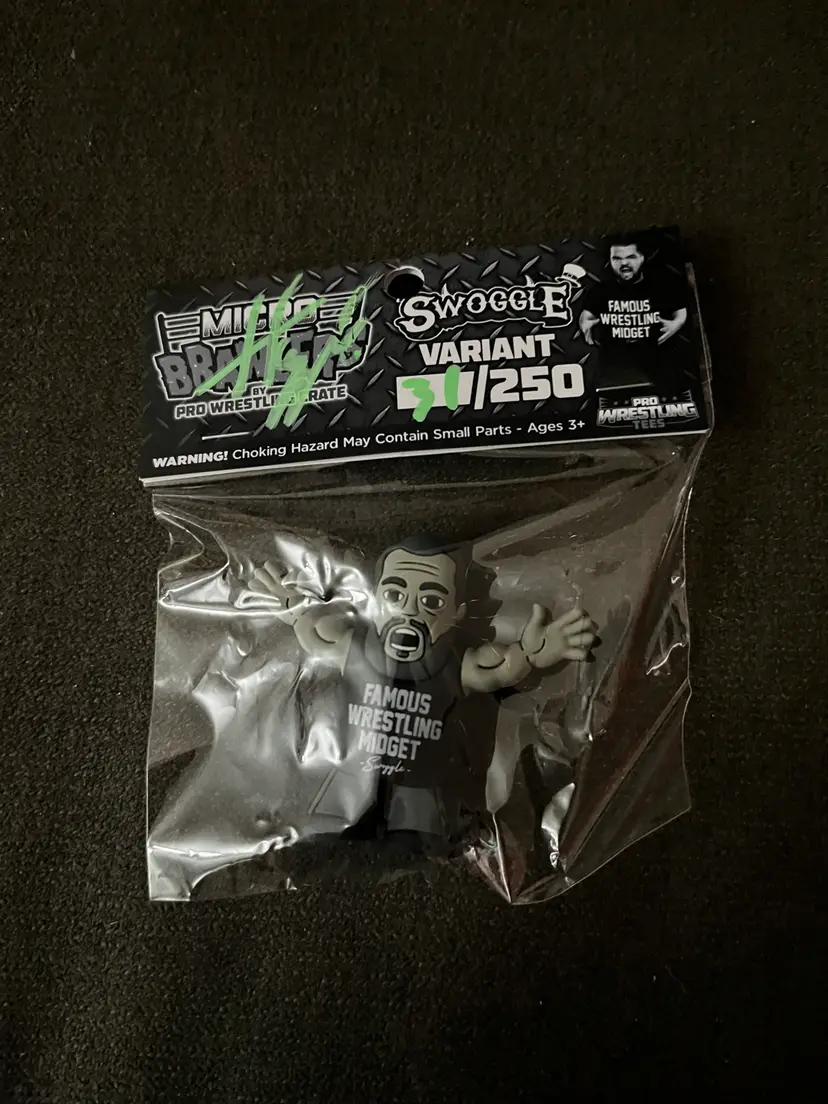 MICRO
BRAWLERS
BY
PRO WRESTLING CRATE
SWOGGLE
VARIANT
31/250
FAMOUS
WRESTLING
MIDGET
PRO
WRESTLING
TEES
WARNING! Choking Hazard May Contain Small Parts - Ages 3+
FAMOUS
WRESTLING
MIDGET
-Swoggle-